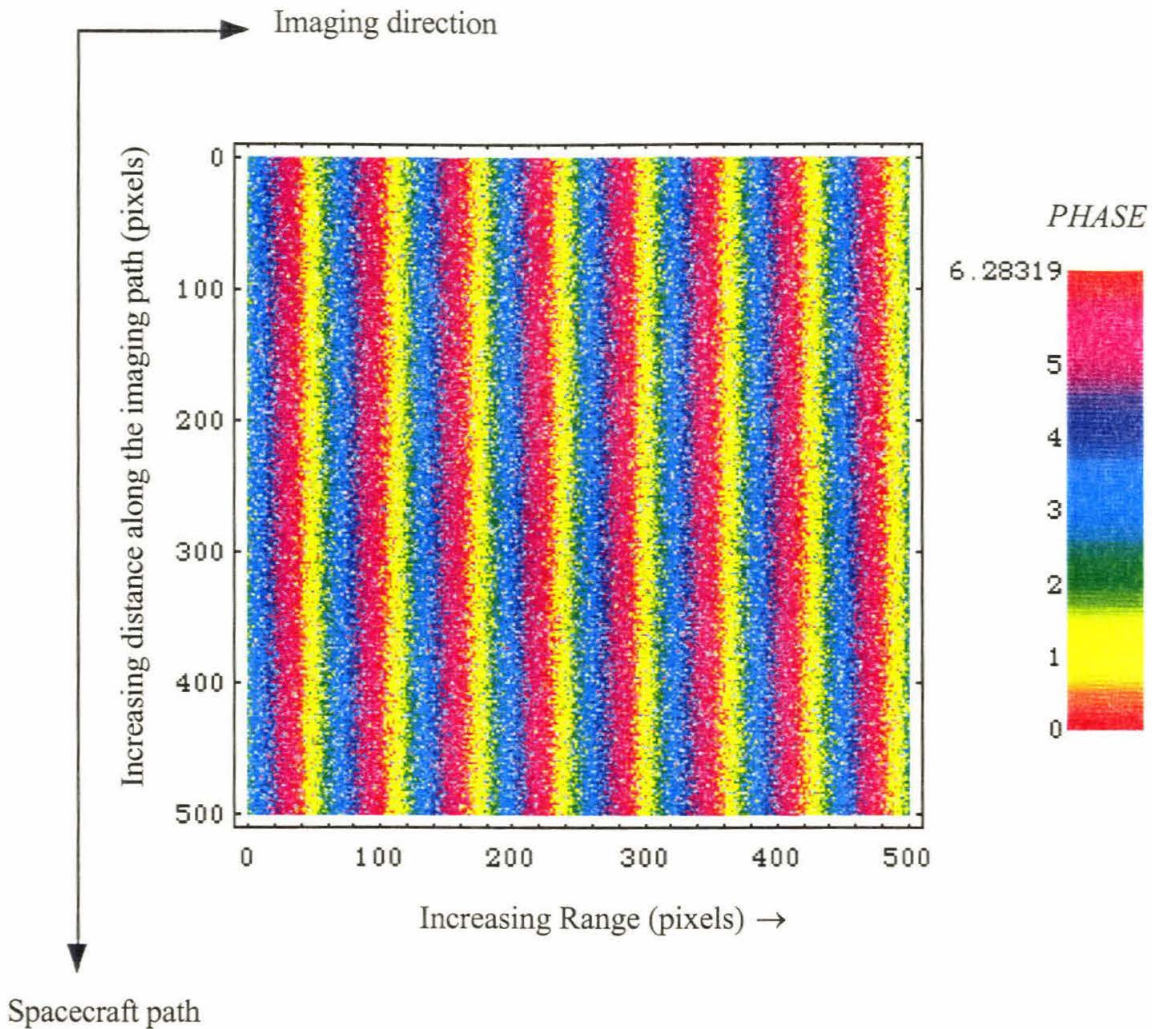 Imaging direction
Increasing distance along the imaging path (pixels)
0
100
200
300
400
500
0 100 200 300 400 500
Increasing Range (pixels) →
PHASE
6.28319
5
4
3
2
1
0
Spacecraft path